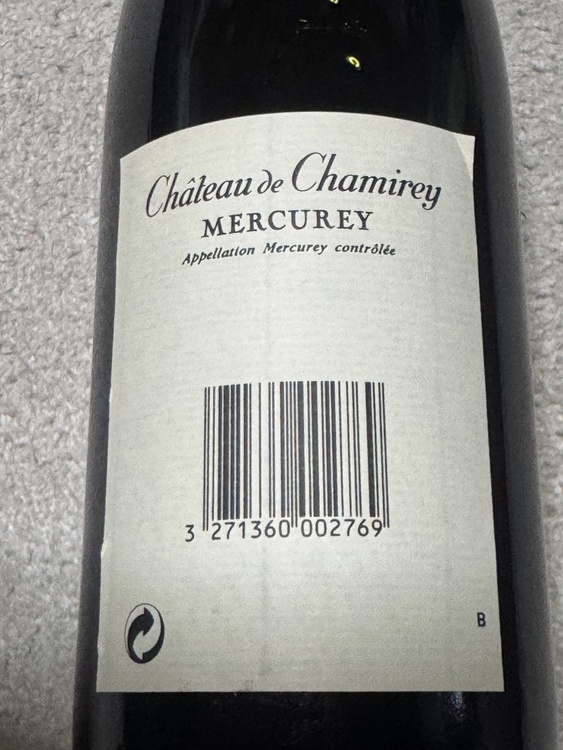 Château de Chamirey
MERCUREY
Appellation Mercurey contrôlée
3 271360 002769
B